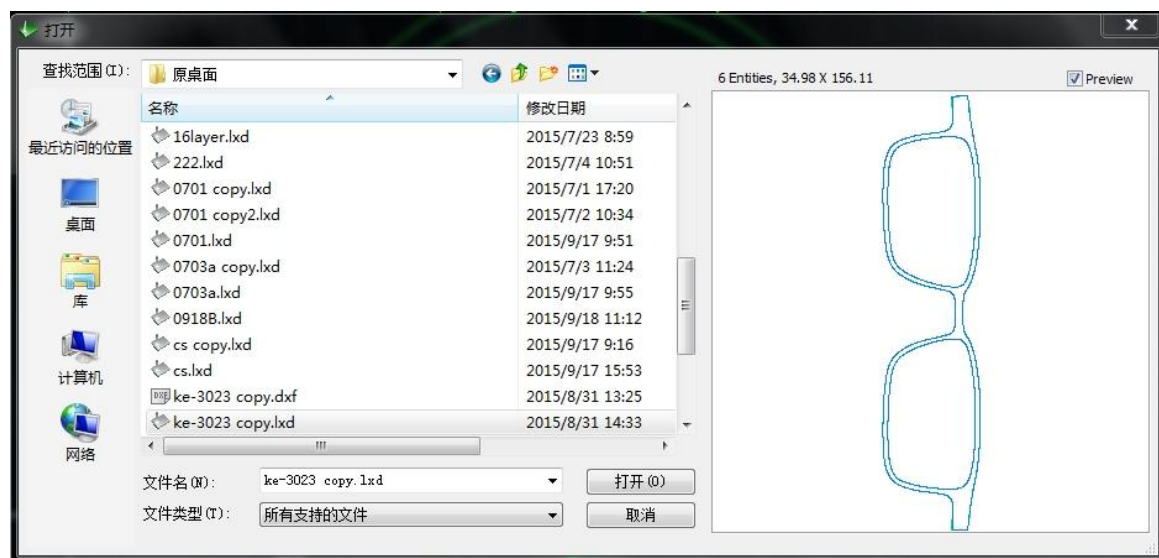 打开
查找范围(I):
原桌面
6 Entities, 34.98 X 156.11
Preview
名称
修改日期
最近访问的位置
桌面
库
计算机
网络
16layer.lxd 2015/7/23 8:59
222.lxd 2015/7/4 10:51
0701 copy.lxd 2015/7/1 17:20
0701 copy2.lxd 2015/7/2 10:34
0701.lxd 2015/9/17 9:51
0703a copy.lxd 2015/7/3 11:24
0703a.lxd 2015/9/17 9:55
0918B.lxd 2015/9/18 11:12
cs copy.lxd 2015/9/17 9:16
cs.lxd 2015/9/17 15:53
DXF ke-3023 copy.dxf 2015/8/31 13:25
ke-3023 copy.lxd 2015/8/31 14:33
文件名(N): ke-3023 copy.lxd 打开(O)
文件类型(T): 所有支持的文件 取消